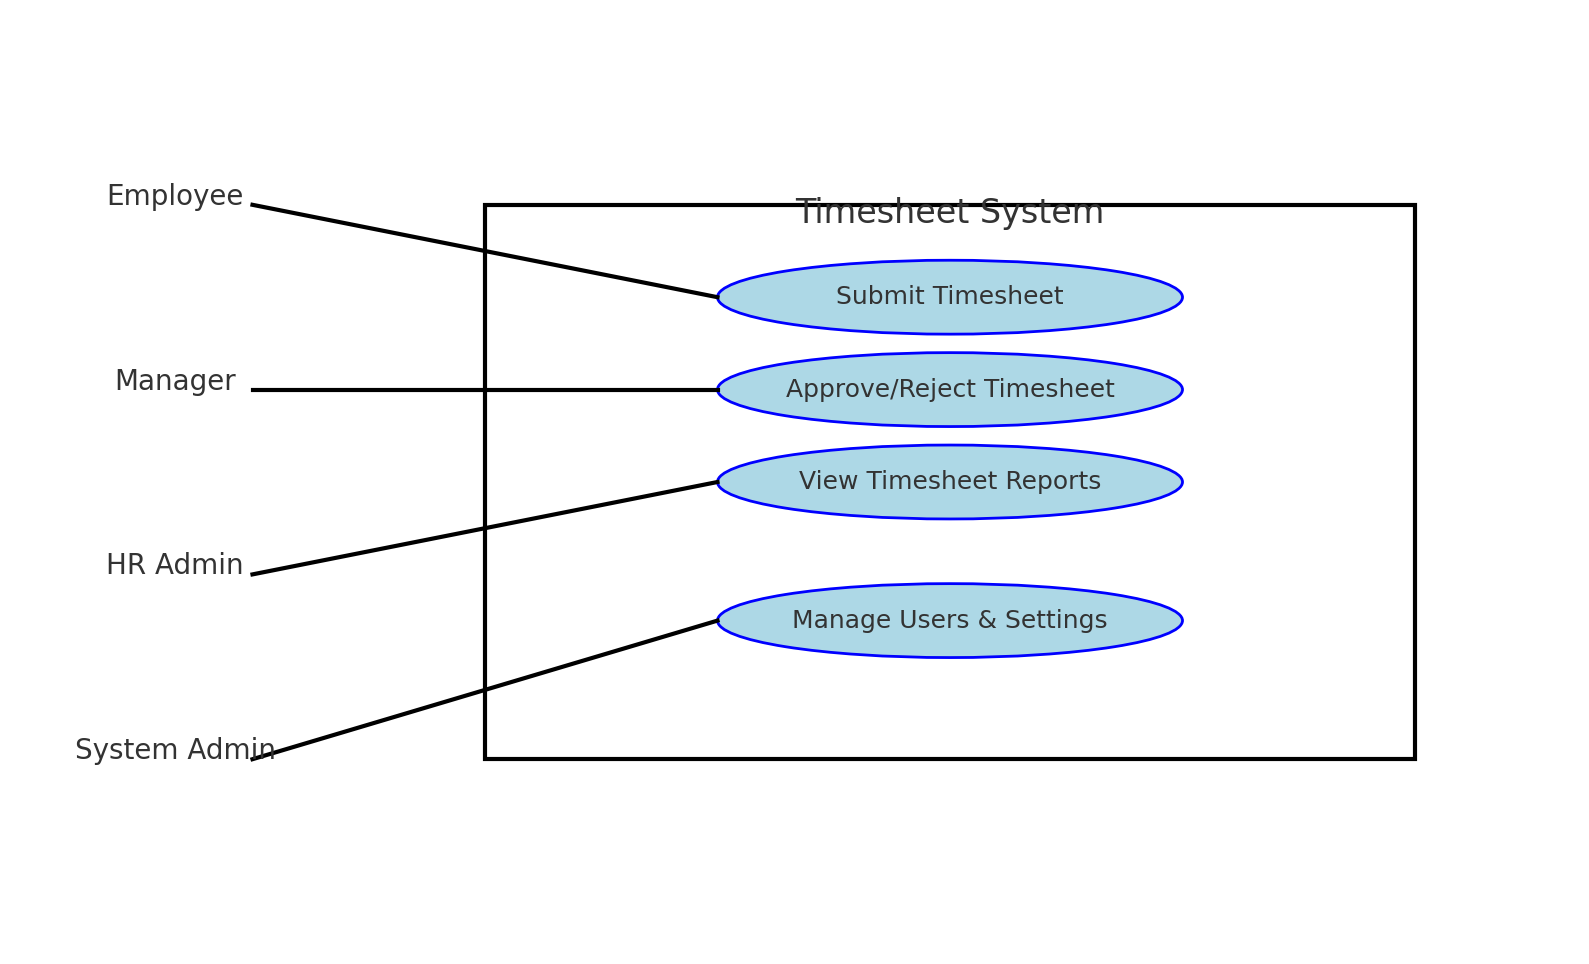 Employee
Timesheet System
Submit Timesheet
Manager
Approve/Reject Timesheet
View Timesheet Reports
HR Admin
Manage Users & Settings
System Admin